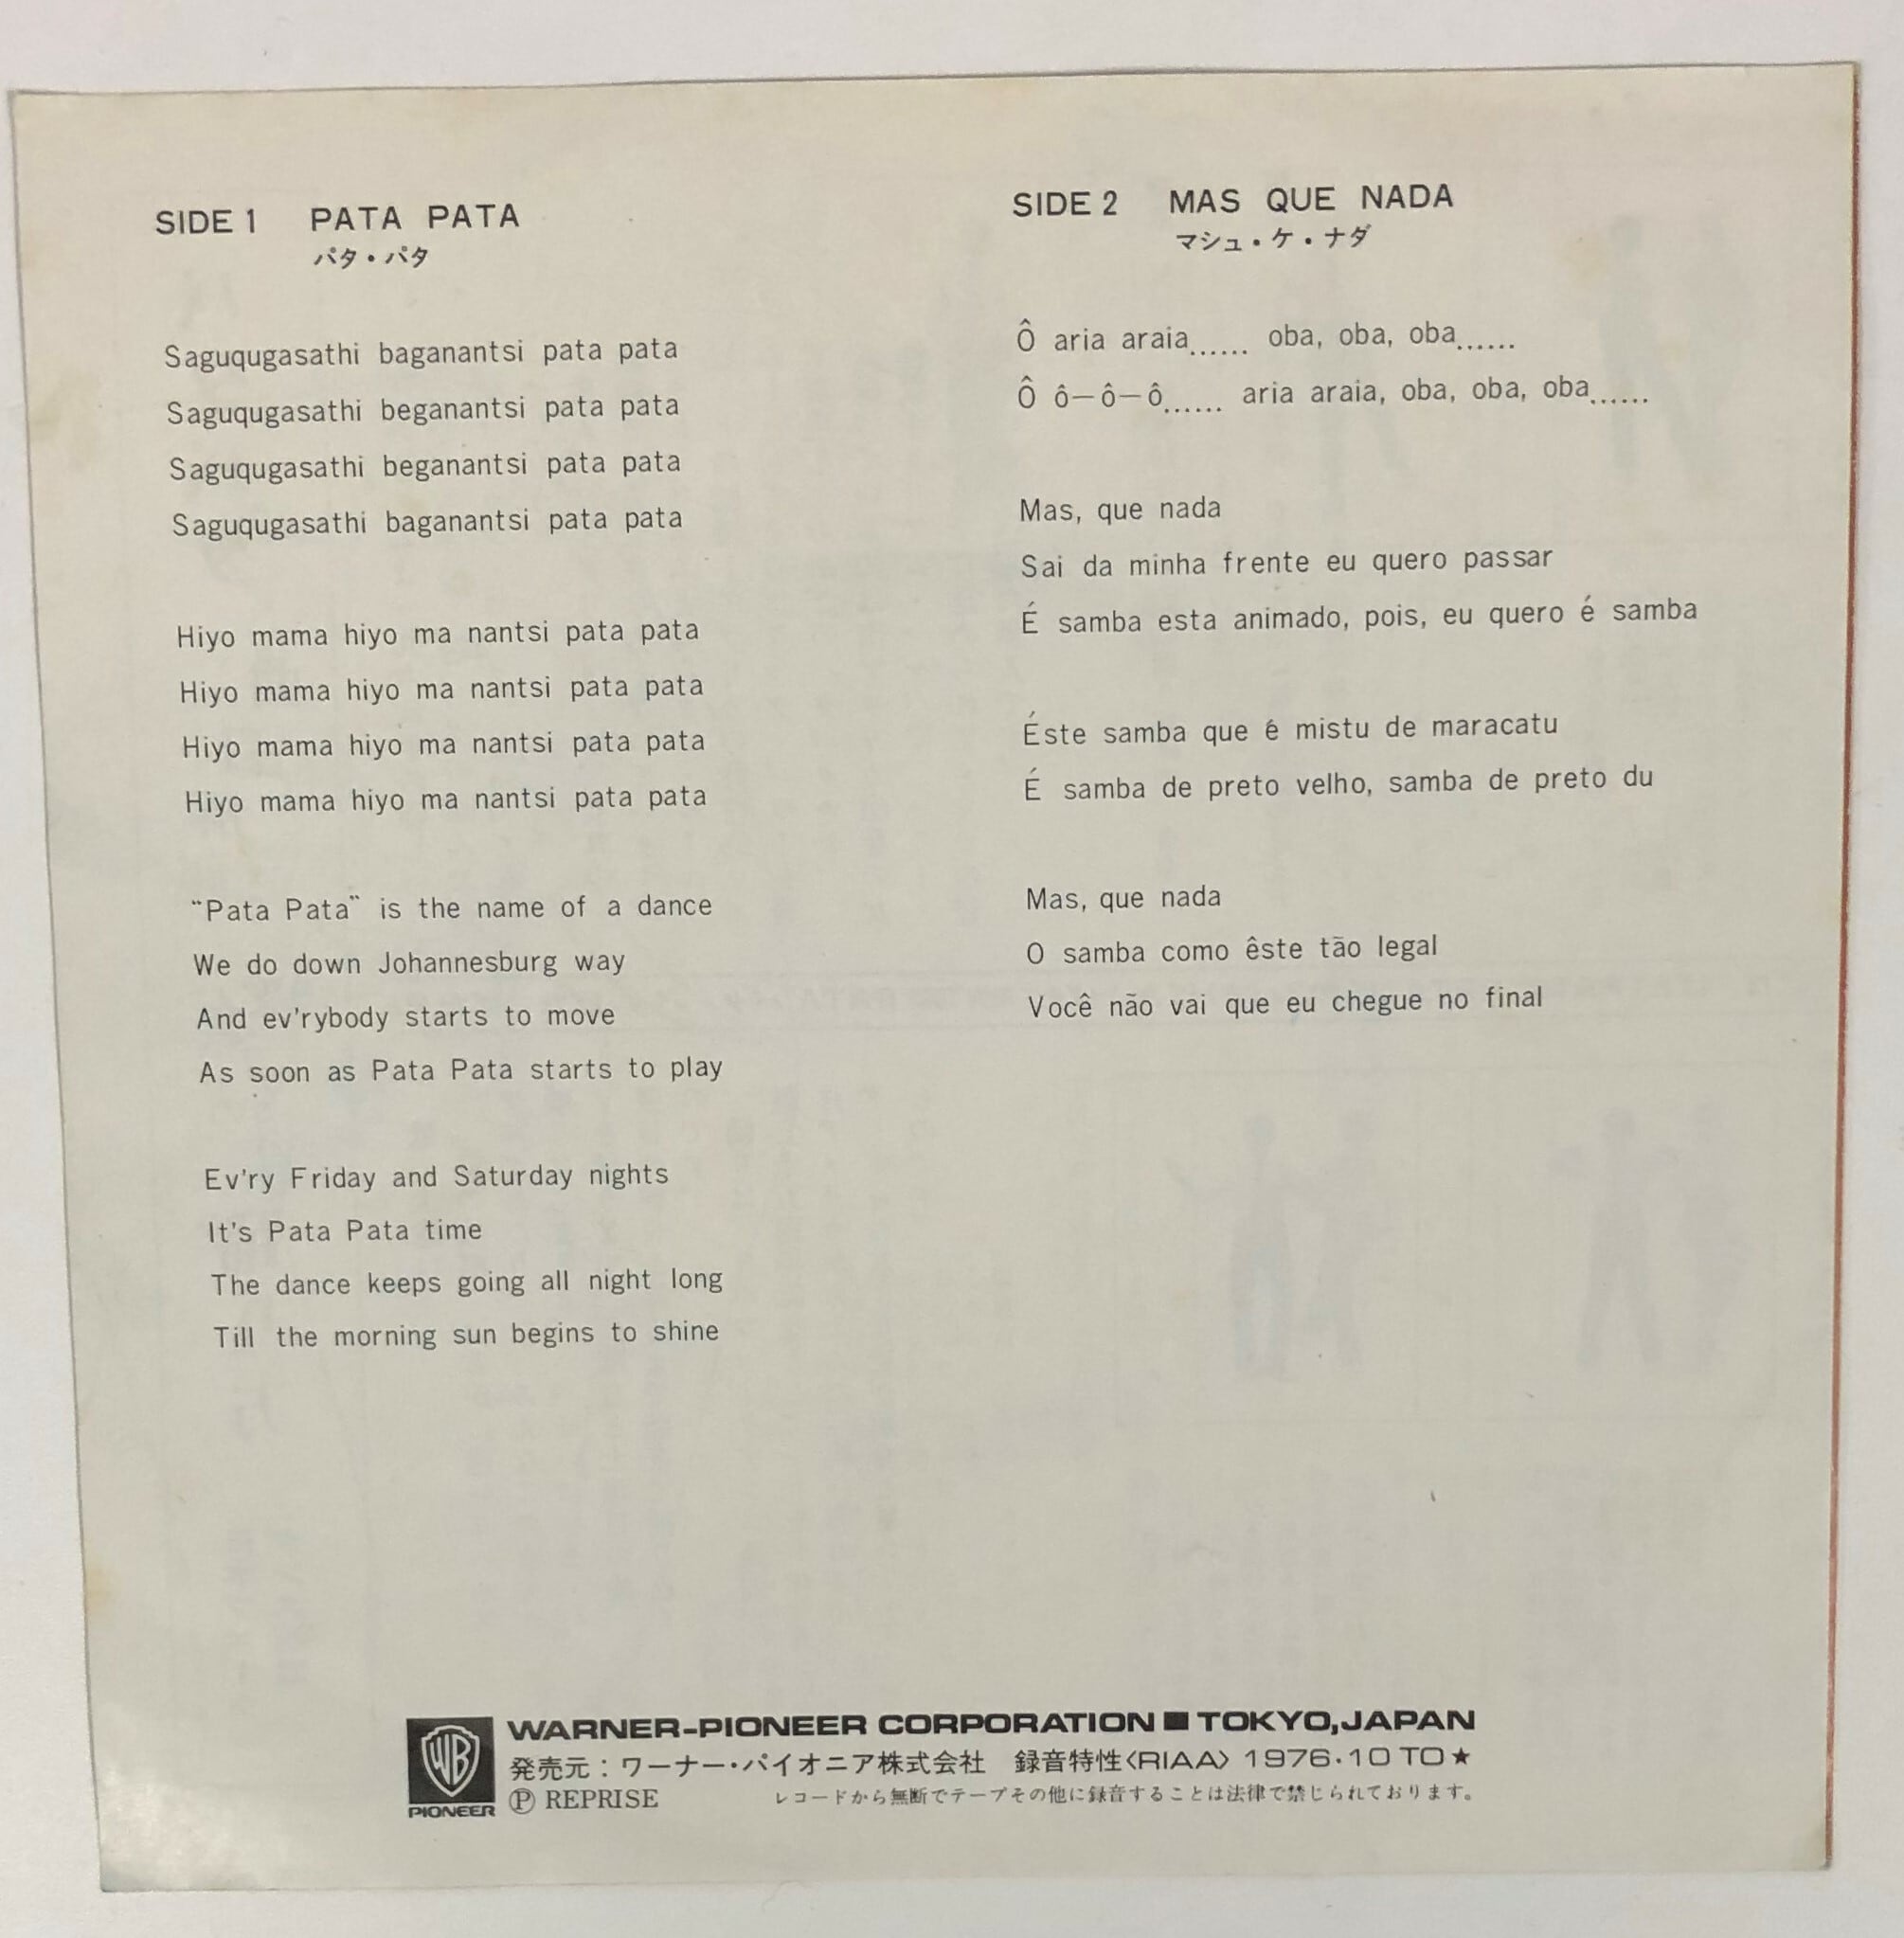 SIDE 1 PATA PATA
パタ・パタ
Saguqugasathi baganantsi pata pata
Saguqugasathi beganantsi pata pata
Saguqugasathi beganantsi pata pata
Saguqugasathi baganantsi pata pata
Hiyo mama hiyo ma nantsi pata pata
Hiyo mama hiyo ma nantsi pata pata
Hiyo mama hiyo ma nantsi pata pata
Hiyo mama hiyo ma nantsi pata pata
“Pata Pata” is the name of a dance
We do down Johannesburg way
And ev'rybody starts to move
As soon as Pata Pata starts to play
Ev'ry Friday and Saturday nights
It's Pata Pata time
The dance keeps going all night long
Till the morning sun begins to shine
SIDE 2 MAS QUE NADA
マシュ・ケ・ナダ
Ô aria araia...... oba, oba, oba......
Ô ô—ô—ô...... aria araia, oba, oba, oba......
Mas, que nada
Sai da minha frente eu quero passar
É samba esta animado, pois, eu quero é samba
Éste samba que é mistu de maracatu
É samba de preto velho, samba de preto du
Mas, que nada
O samba como êste tão legal
Você não vai que eu chegue no final
WB
PIONEER
WARNER-PIONEER CORPORATION ■ TOKYO,JAPAN
発売元：ワーナー・パイオニア株式会社 録音特性〈RIAA〉 1976・10 TO★
Ⓟ REPRISE レコードから無断でテープその他に録音することは法律で禁じられております。